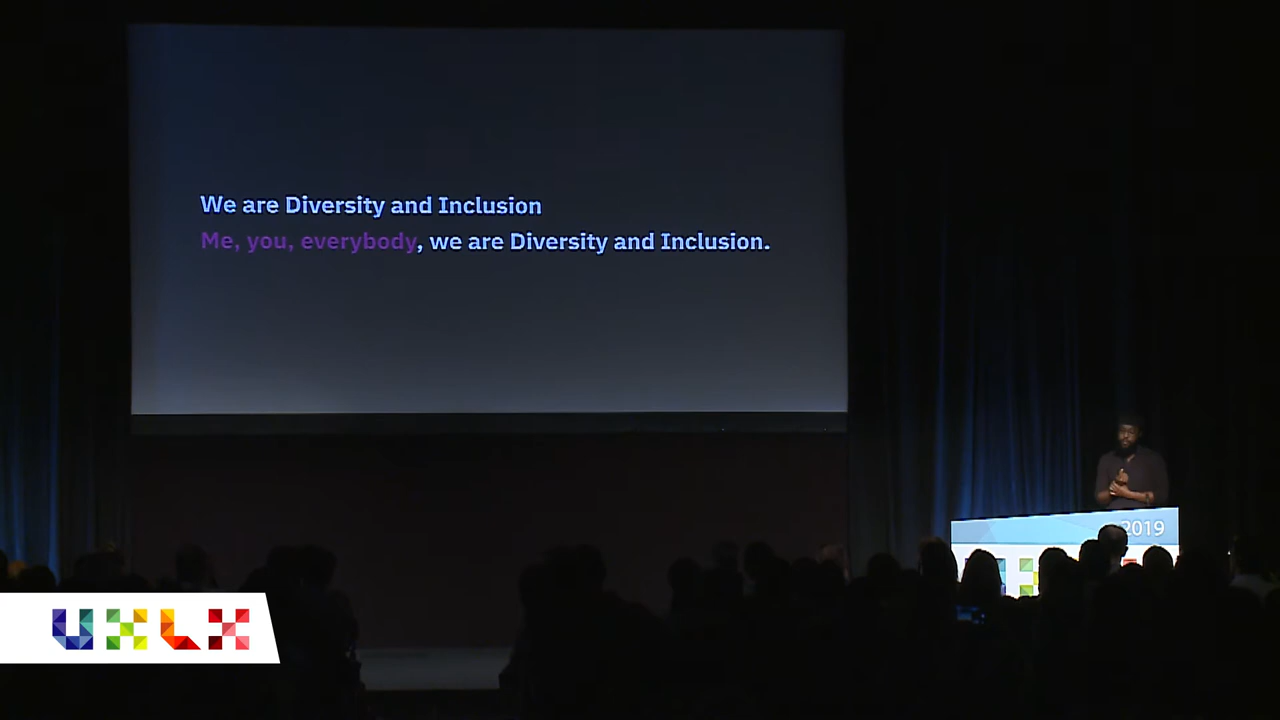 We are Diversity and Inclusion
Me, you, everybody, we are Diversity and Inclusion.
2019
UXLX